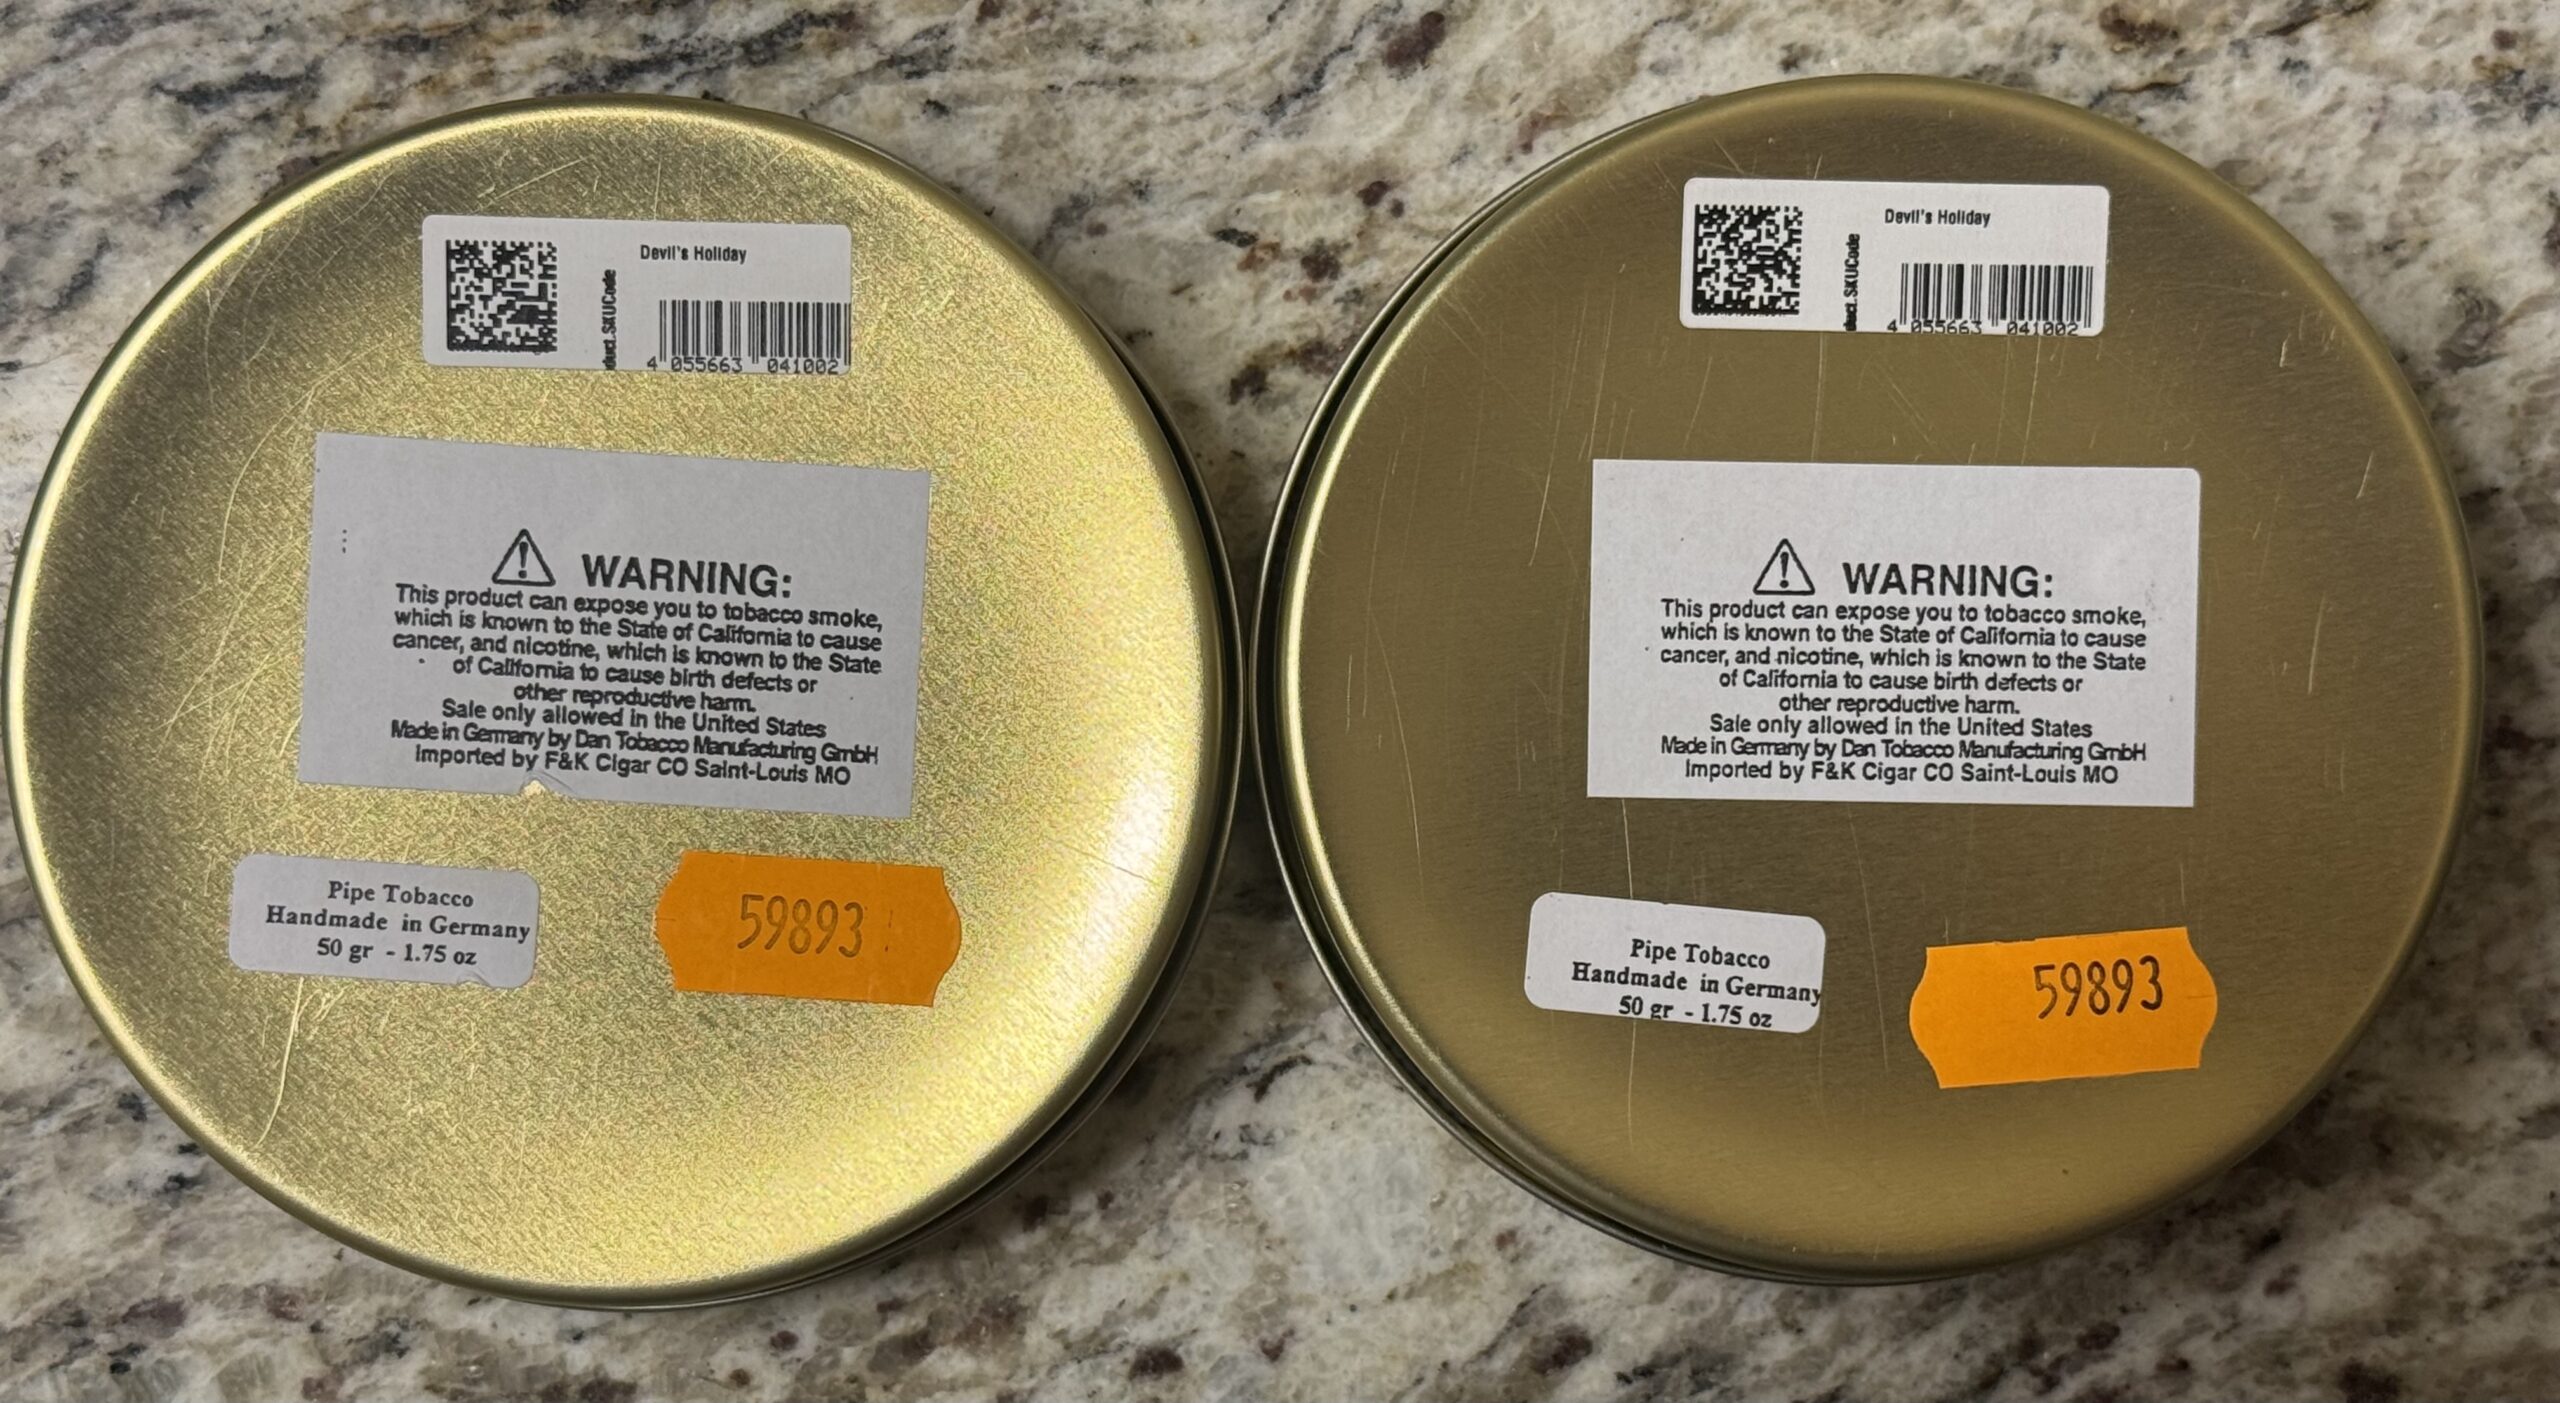 Devil's Holiday
duct.SKUCode
4 055663 041002
WARNING:
This product can expose you to tobacco smoke,
which is known to the State of California to cause
cancer, and nicotine, which is known to the State
of California to cause birth defects or
other reproductive harm.
Sale only allowed in the United States
Made in Germany by Dan Tobacco Manufacturing GmbH
Imported by F&K Cigar CO Saint-Louis MO
Pipe Tobacco
Handmade in Germany
50 gr - 1.75 oz
59893
Devil's Holiday
duct.SKUCode
4 055663 041002
WARNING:
This product can expose you to tobacco smoke,
which is known to the State of California to cause
cancer, and nicotine, which is known to the State
of California to cause birth defects or
other reproductive harm.
Sale only allowed in the United States
Made in Germany by Dan Tobacco Manufacturing GmbH
Imported by F&K Cigar CO Saint-Louis MO
Pipe Tobacco
Handmade in Germany
50 gr - 1.75 oz
59893